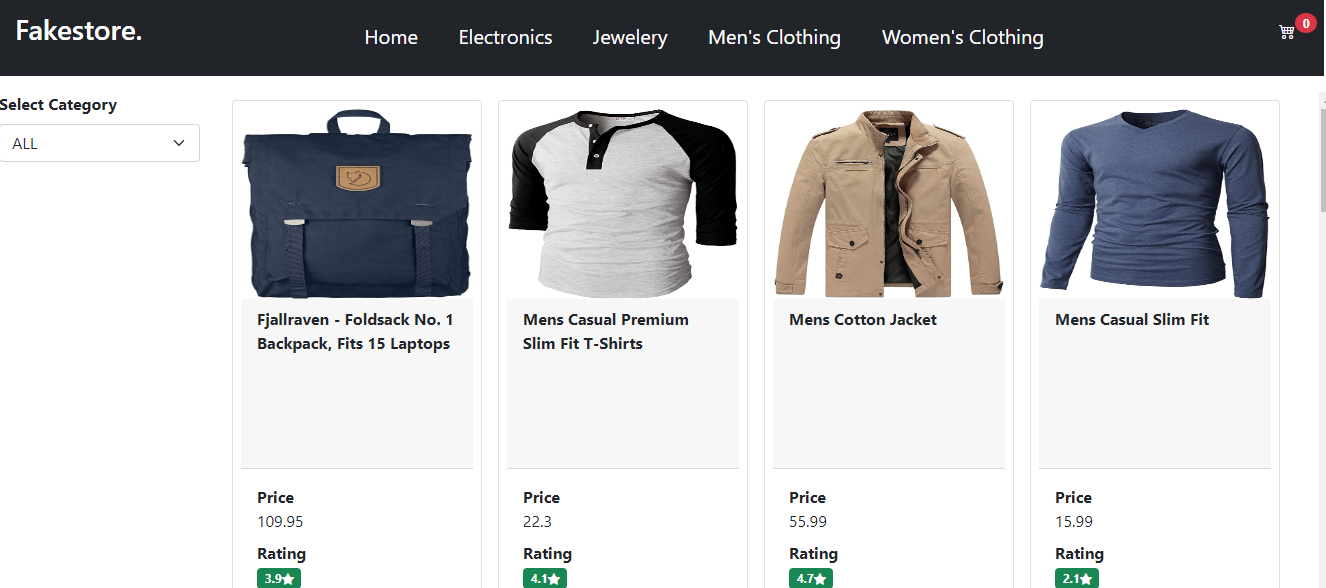 Fakestore.
Home
Electronics
Jewelery
Men's Clothing
Women's Clothing
0
Select Category
ALL
Fjallraven - Foldsack No. 1
Backpack, Fits 15 Laptops
Price
109.95
Rating
3.9★
Mens Casual Premium
Slim Fit T-Shirts
Price
22.3
Rating
4.1★
Mens Cotton Jacket
Price
55.99
Rating
4.7★
Mens Casual Slim Fit
Price
15.99
Rating
2.1★